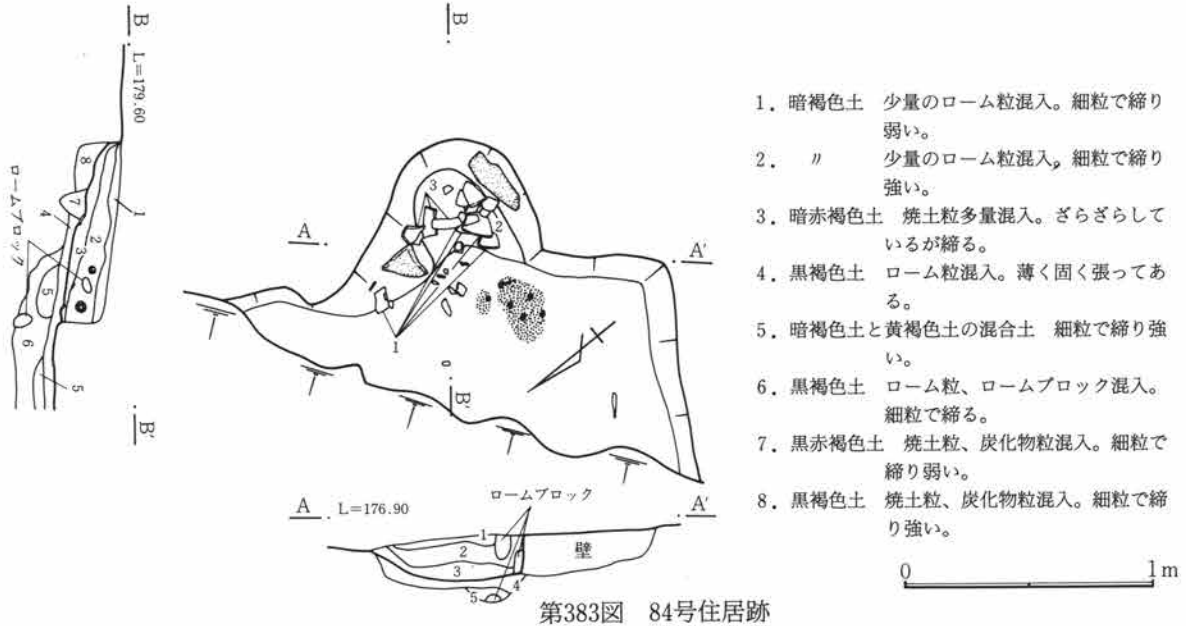 B
L=179.60
ロームブロック
8
7
4
1
2
3
5
6
5
B'
B
3
2
A
A'
1
B'
ロームブロック
A
L=176.90
A'
1
2
3
4
5
壁
1．暗褐色土　少量のローム粒混入。細粒で締り
弱い。
2．　〃　少量のローム粒混入。細粒で締り
強い。
3．暗赤褐色土　焼土粒多量混入。ざらざらして
いるが締る。
4．黒褐色土　ローム粒混入。薄く固く張ってあ
る。
5．暗褐色土と黄褐色土の混合土　細粒で締り強
い。
6．黒褐色土　ローム粒、ロームブロック混入。
細粒で締る。
7．黒赤褐色土　焼土粒、炭化物粒混入。細粒で
締り弱い。
8．黒褐色土　焼土粒、炭化物粒混入。細粒で締
り強い。
0　1m
第383図　84号住居跡